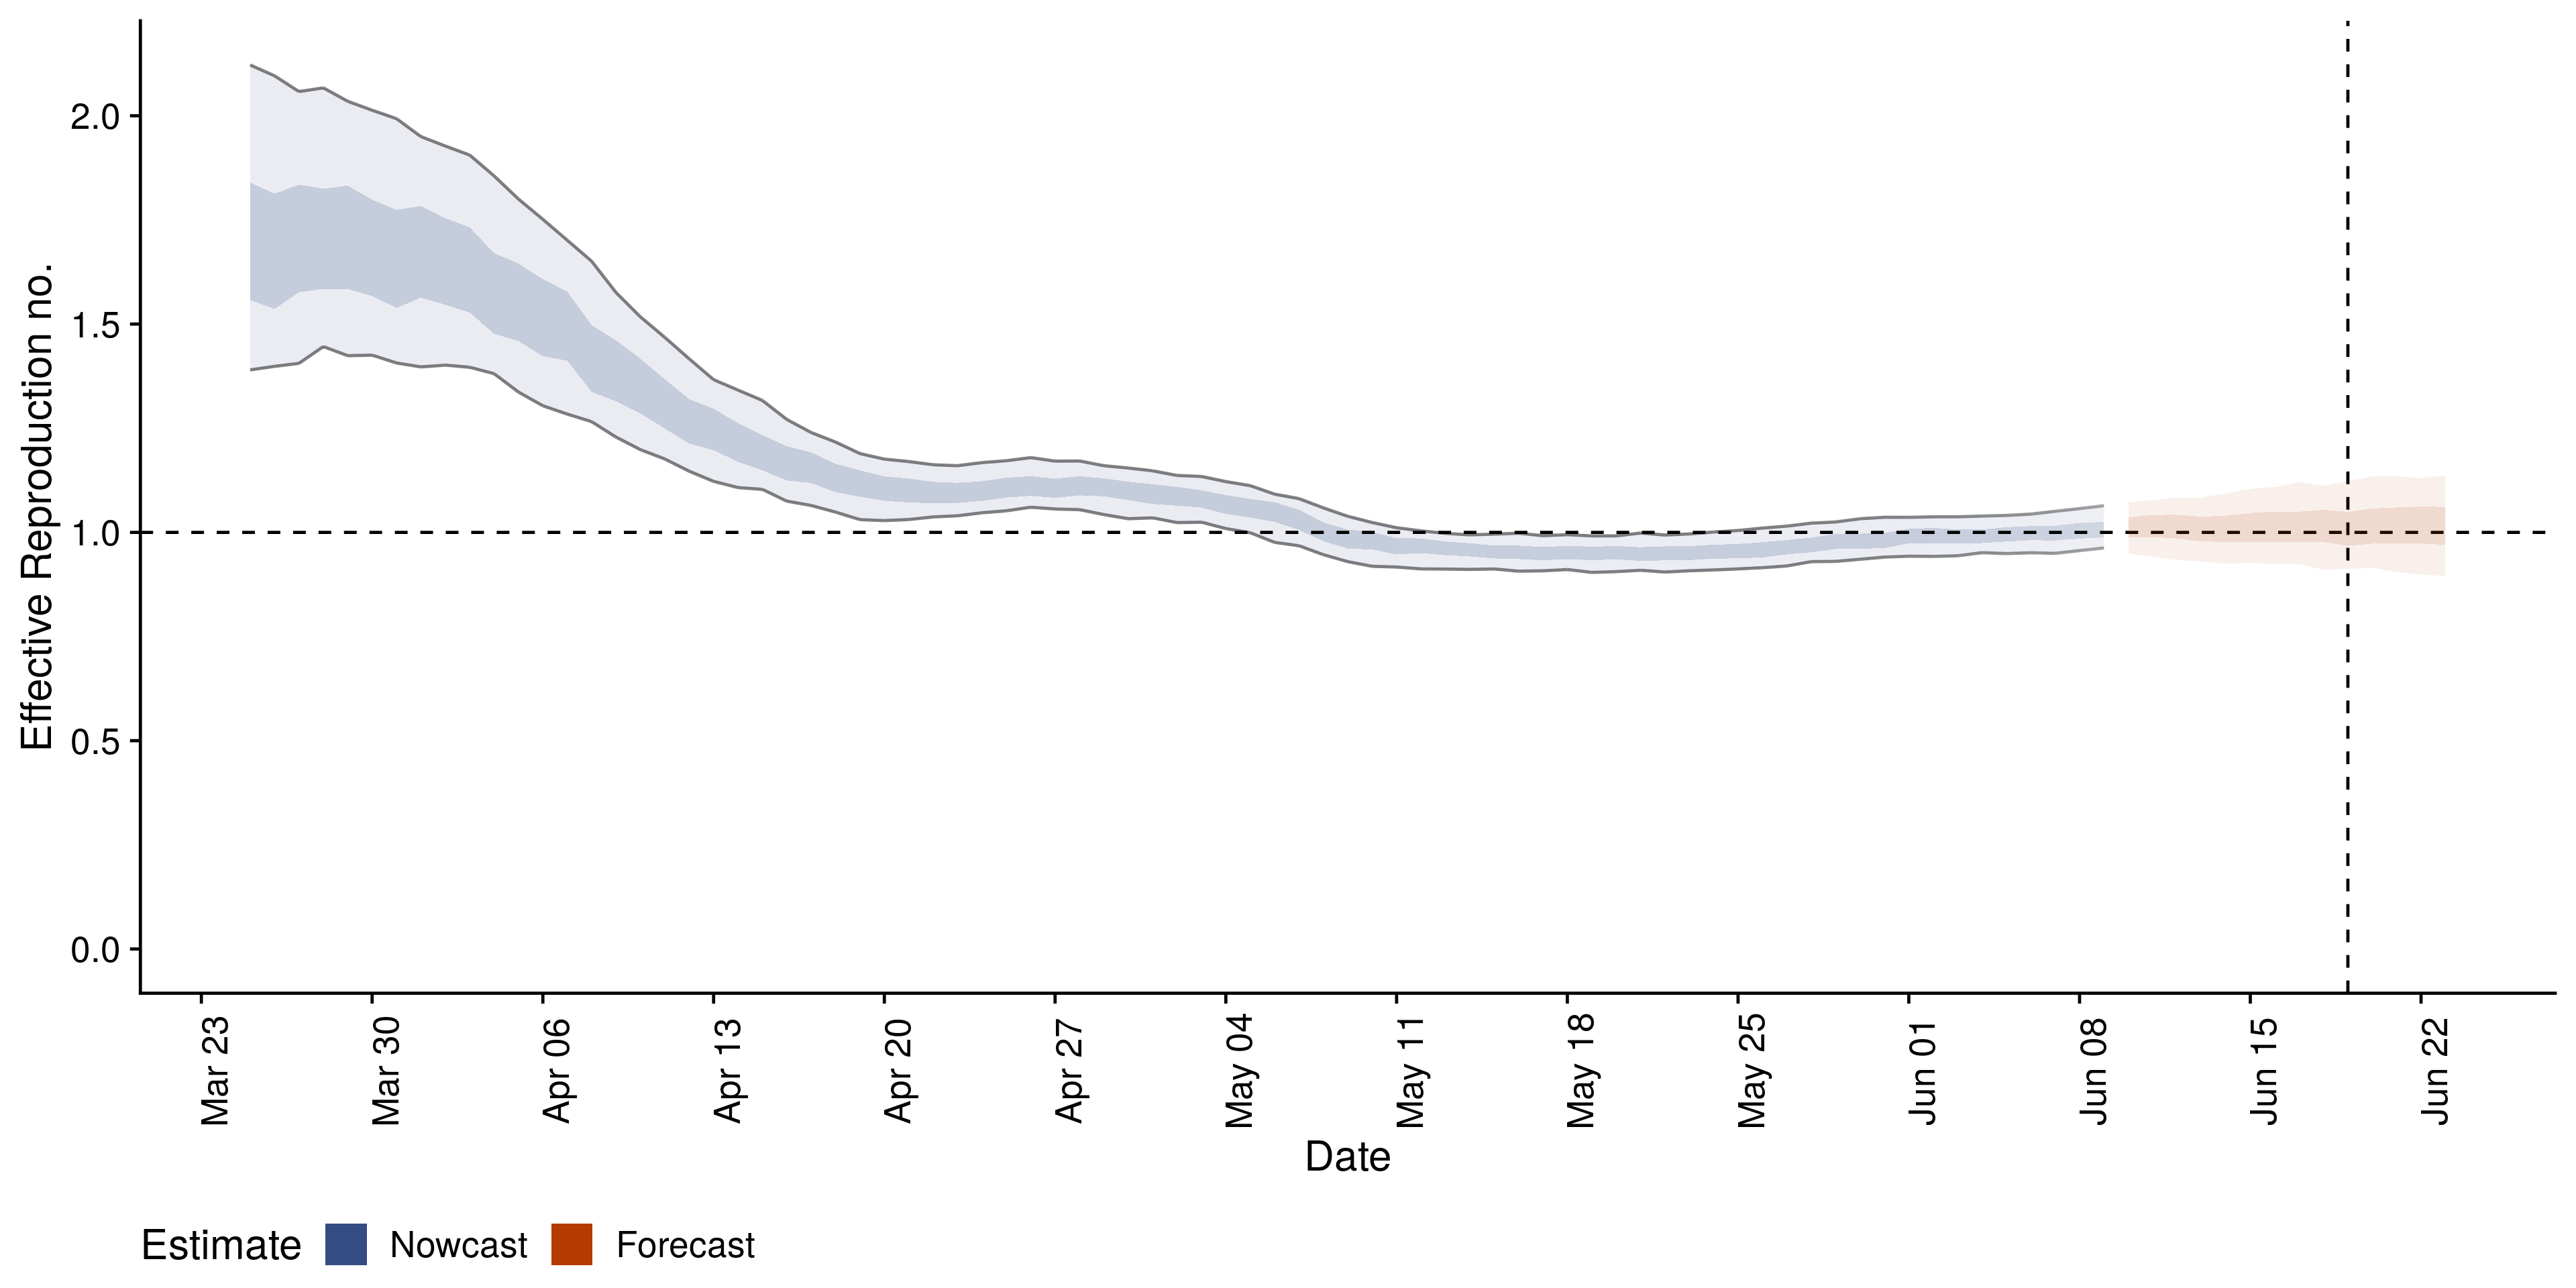 Effective Reproduction no.
2.0
1.5
1.0
0.5
0.0
Mar 23
Mar 30
Apr 06
Apr 13
Apr 20
Apr 27
May 04
May 11
May 18
May 25
Jun 01
Jun 08
Jun 15
Jun 22
Date
Estimate Nowcast Forecast